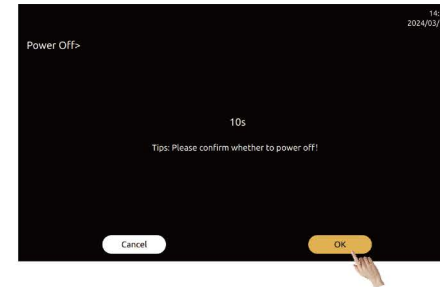 14:
2024/03/
Power Off>
10s
Tips: Please confirm whether to power off!
Cancel
OK